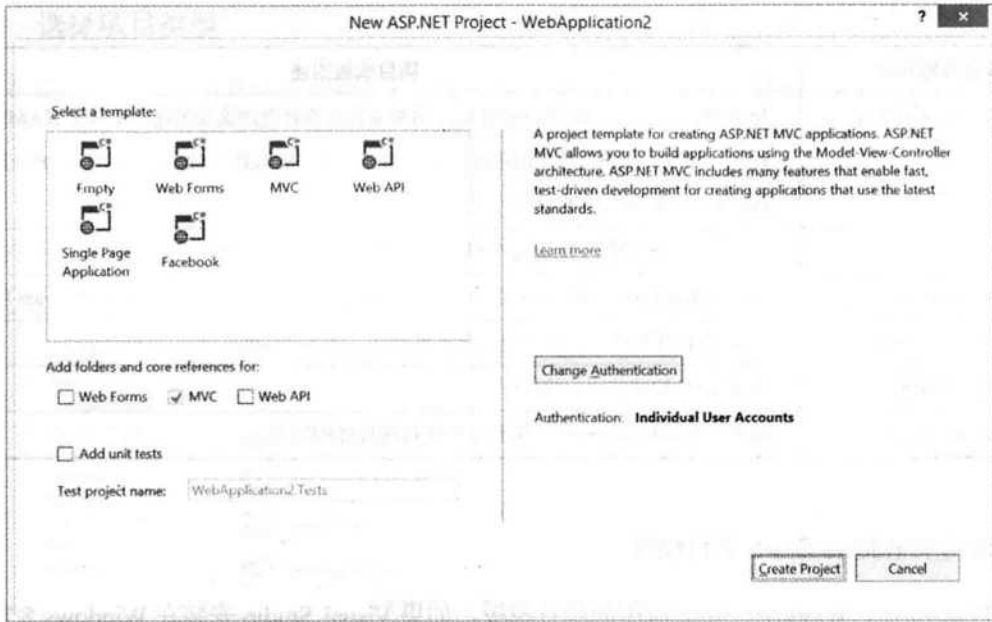 New ASP.NET Project - WebApplication2
?
Select a template:
C#
C#
C#
C#
Empty
Web Forms
MVC
Web API
C#
C#
Single Page
Application
Facebook
A project template for creating ASP.NET MVC applications. ASP.NET
MVC allows you to build applications using the Model-View-Controller
architecture. ASP.NET MVC includes many features that enable fast,
test-driven development for creating applications that use the latest
standards.
Learn more
Add folders and core references for:
Web Forms
MVC
Web API
Change Authentication
Authentication: Individual User Accounts
Add unit tests
Test project name:
WebApplication2.Tests
Create Project
Cancel